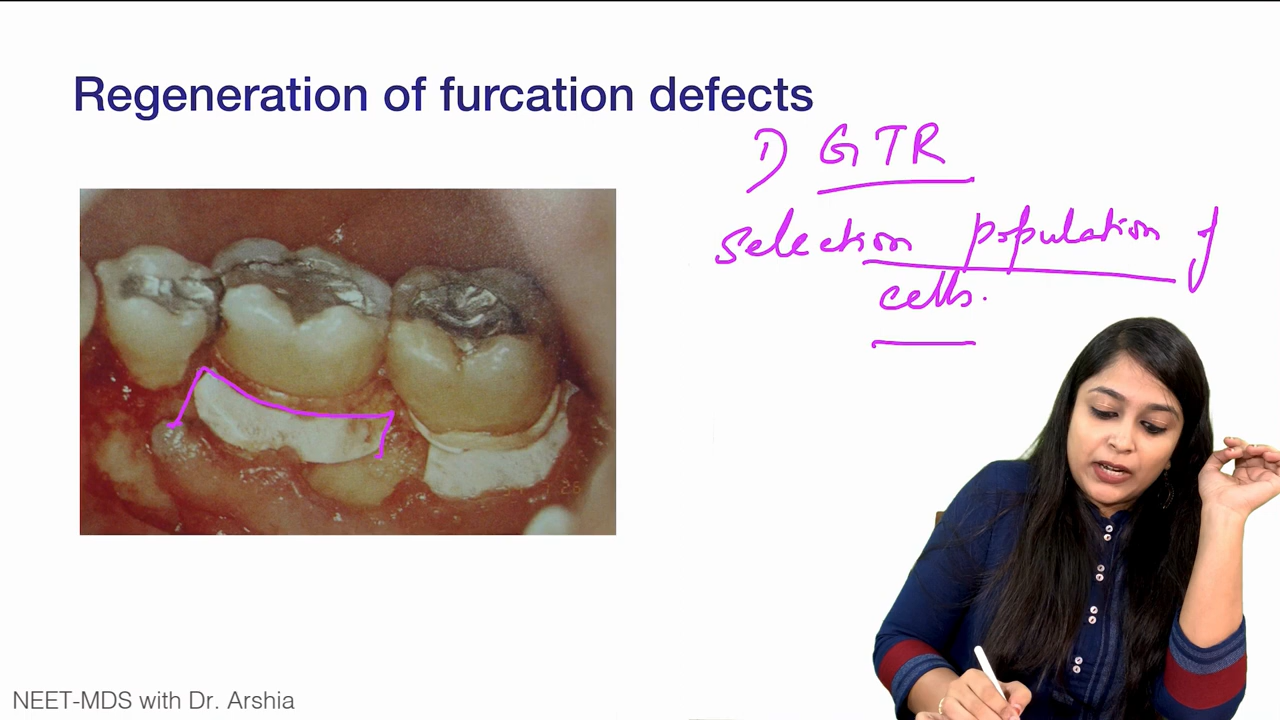 Regeneration of furcation defects
1) GTR
Selection population of
cells.
NEET-MDS with Dr. Arshia